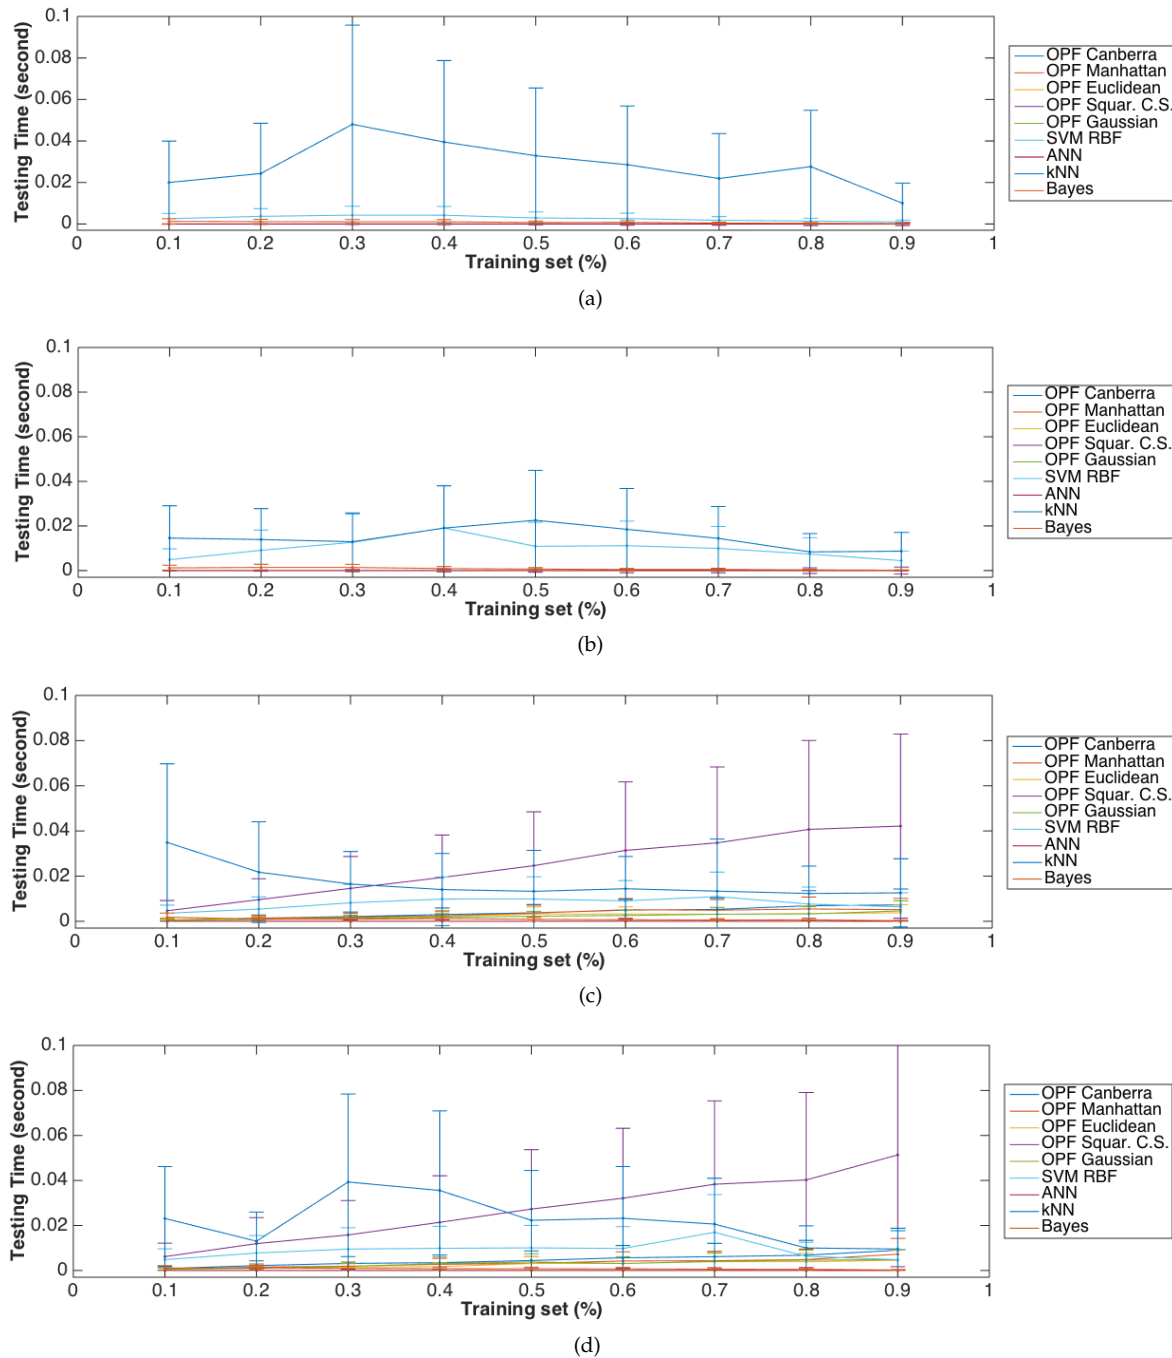 0.1
0.08
0.06
0.04
0.02
0
Testing Time (second)
0 0.1 0.2 0.3 0.4 0.5 0.6 0.7 0.8 0.9 1
Training set (%)
OPF Canberra
OPF Manhattan
OPF Euclidean
OPF Squar. C.S.
OPF Gaussian
SVM RBF
ANN
kNN
Bayes
(a)
0.1
0.08
0.06
0.04
0.02
0
Testing Time (second)
0 0.1 0.2 0.3 0.4 0.5 0.6 0.7 0.8 0.9 1
Training set (%)
OPF Canberra
OPF Manhattan
OPF Euclidean
OPF Squar. C.S.
OPF Gaussian
SVM RBF
ANN
kNN
Bayes
(b)
0.1
0.08
0.06
0.04
0.02
0
Testing Time (second)
0 0.1 0.2 0.3 0.4 0.5 0.6 0.7 0.8 0.9 1
Training set (%)
OPF Canberra
OPF Manhattan
OPF Euclidean
OPF Squar. C.S.
OPF Gaussian
SVM RBF
ANN
kNN
Bayes
(c)
0.1
0.08
0.06
0.04
0.02
0
Testing Time (second)
0 0.1 0.2 0.3 0.4 0.5 0.6 0.7 0.8 0.9 1
Training set (%)
OPF Canberra
OPF Manhattan
OPF Euclidean
OPF Squar. C.S.
OPF Gaussian
SVM RBF
ANN
kNN
Bayes
(d)